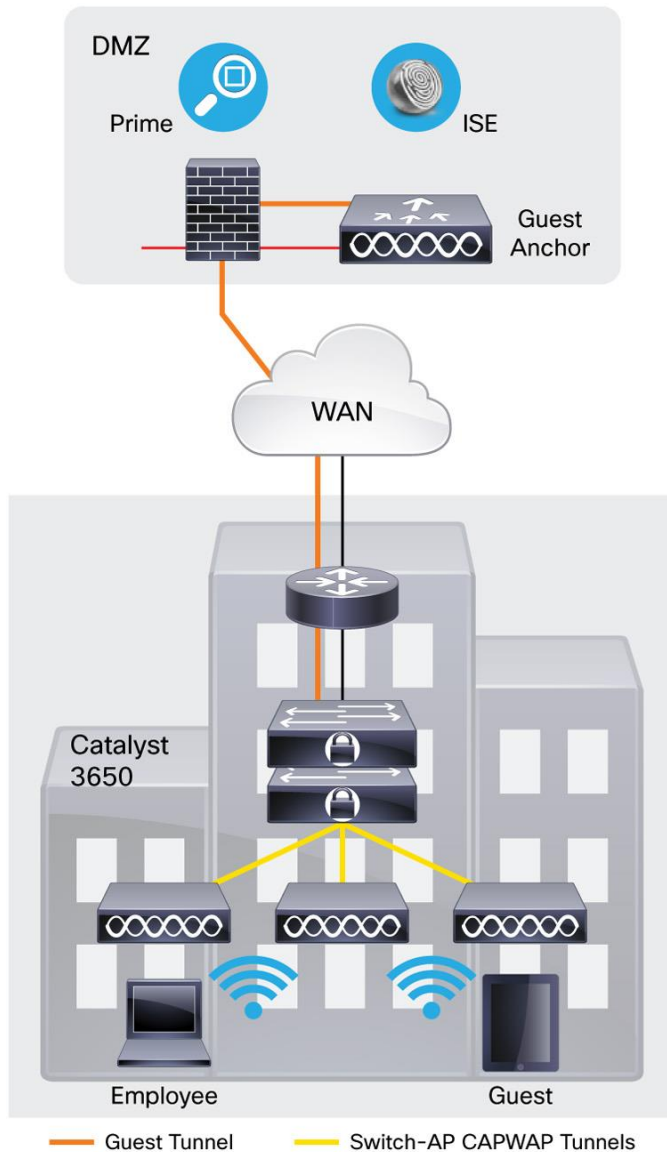 DMZ
Prime
ISE
Guest
Anchor
WAN
Catalyst
3650
Employee
Guest
Guest Tunnel
Switch-AP CAPWAP Tunnels